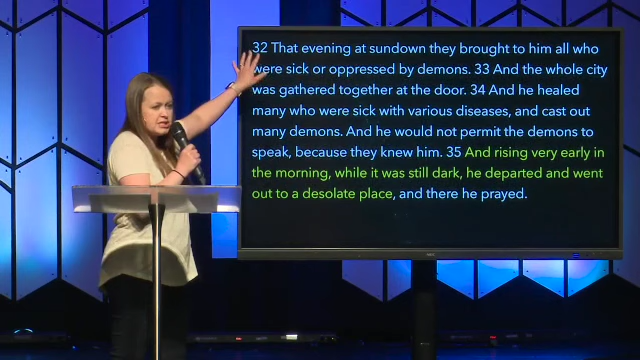 32 That evening at sundown they brought to him all who
were sick or oppressed by demons. 33 And the whole city
was gathered together at the door. 34 And he healed
many who were sick with various diseases, and cast out
many demons. And he would not permit the demons to
speak, because they knew him. 35 And rising very early in
the morning, while it was still dark, he departed and went
out to a desolate place, and there he prayed.